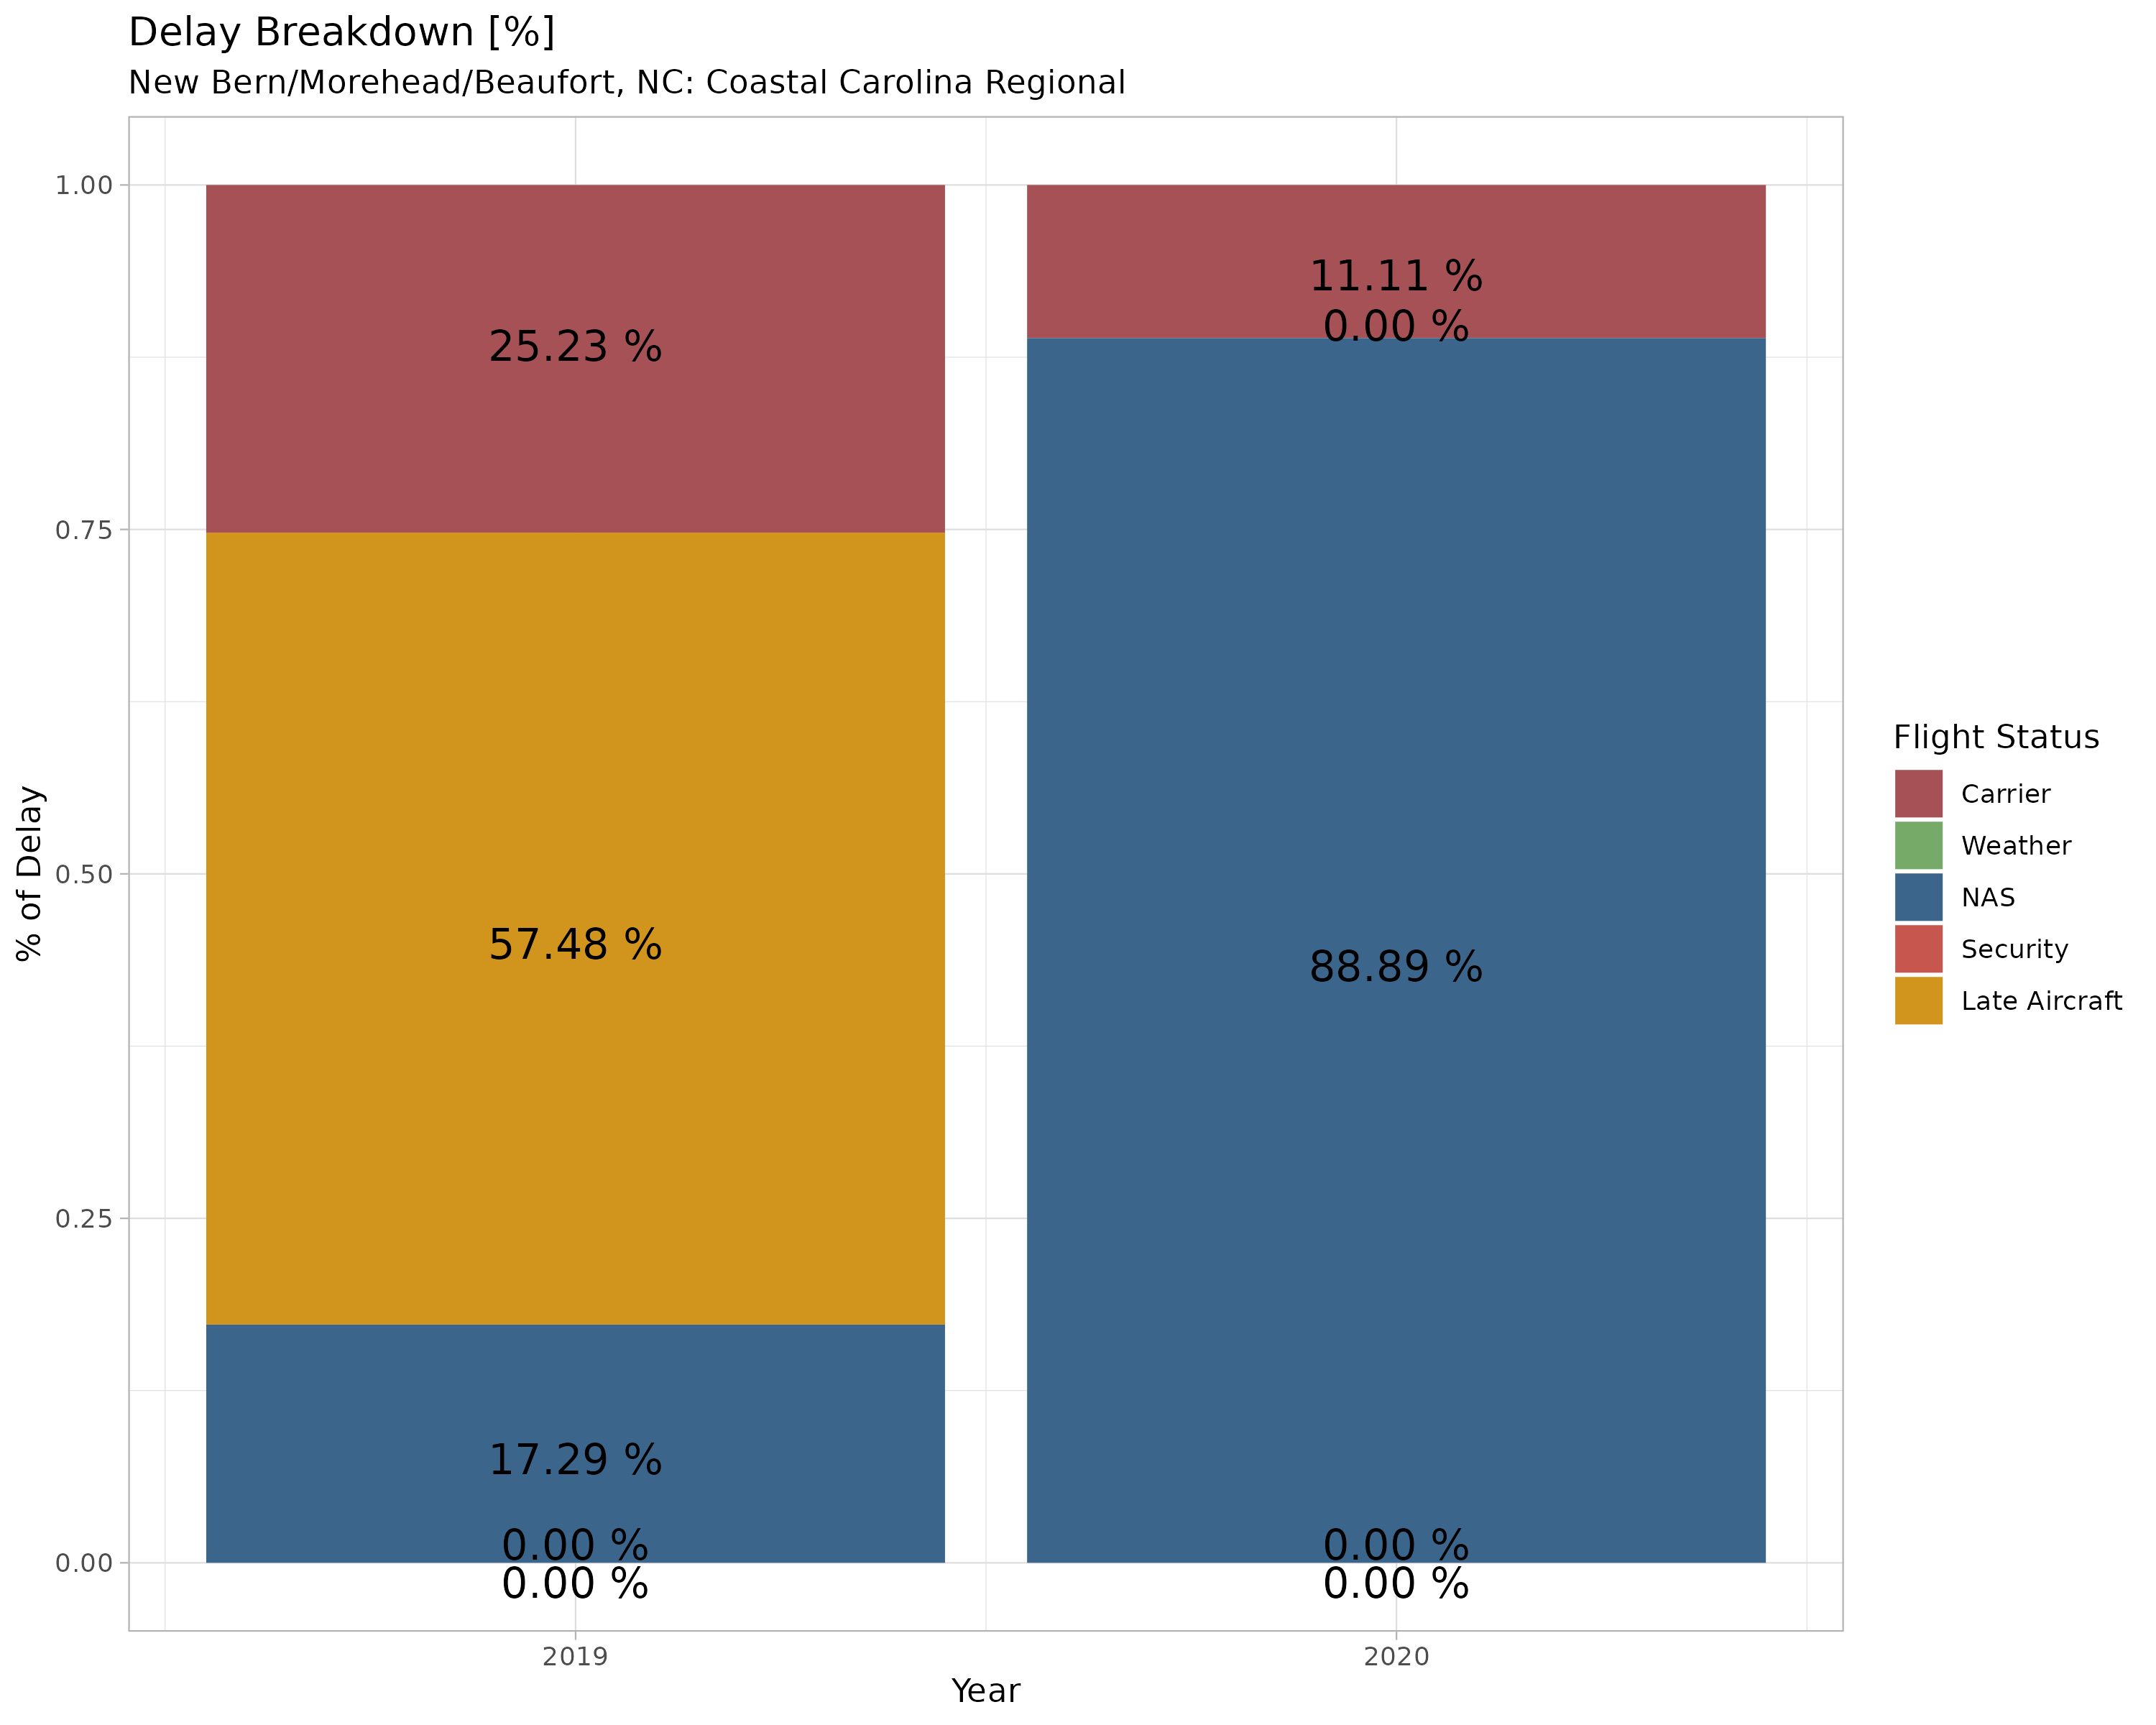 Delay Breakdown [%]
New Bern/Morehead/Beaufort, NC: Coastal Carolina Regional
1.00
0.75
0.50
0.25
0.00
% of Delay
25.23 %
57.48 %
17.29 %
0.00 %
0.00 %
11.11 %
0.00 %
88.89 %
0.00 %
0.00 %
2019
2020
Year
Flight Status
Carrier
Weather
NAS
Security
Late Aircraft